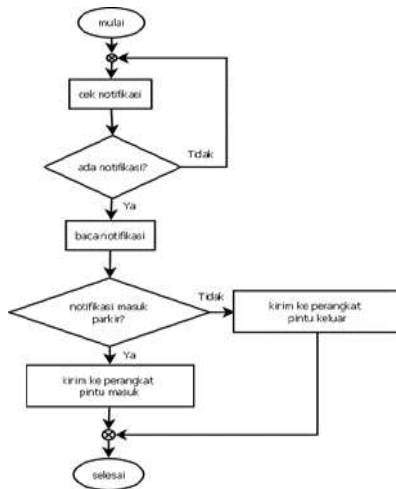 mulai
cek notifikasi
Tidak
ada notifikasi?
Ya
baca notifikasi
Tidak
notifikasi masuk
parkir?
kirim ke perangkat
pintu keluar
Ya
kirim ke perangkat
pintu masuk
selesai